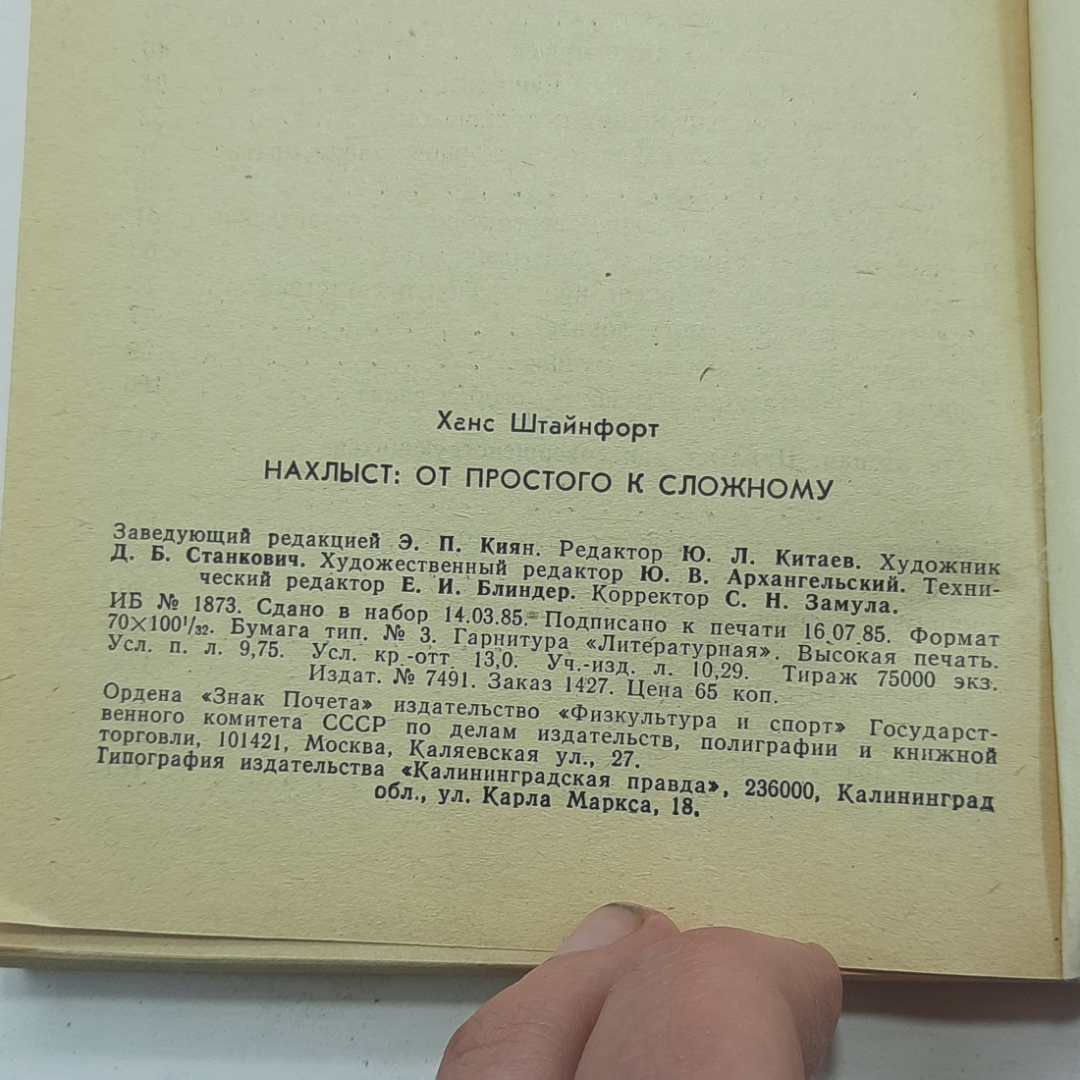 Ханс Штайнфорт
НАХЛЫСТ: ОТ ПРОСТОГО К СЛОЖНОМУ
Заведующий редакцией Э. П. Киян. Редактор Ю. Л. Китаев. Художник
Д. Б. Станкович. Художественный редактор Ю. В. Архангельский. Техни-
ческий редактор Е. И. Блиндер. Корректор С. Н. Замула.
ИБ № 1873. Сдано в набор 14.03.85. Подписано к печати 16.07 85. Формат
70×100¹/₃₂. Бумага тип. № 3. Гарнитура «Литературная». Высокая печать.
Усл. п. л. 9,75. Усл. кр.-отт 13,0. Уч.-изд. л. 10,29. Тираж 75000 экз.
Издат. № 7491. Заказ 1427. Цена 65 коп.
Ордена «Знак Почета» издательство «Физкультура и спорт» Государст-
венного комитета СССР по делам издательств, полиграфии и книжной
торговли, 101421, Москва, Каляевская ул., 27.
Типография издательства «Калининградская правда», 236000, Калининград
обл., ул. Карла Маркса, 18.